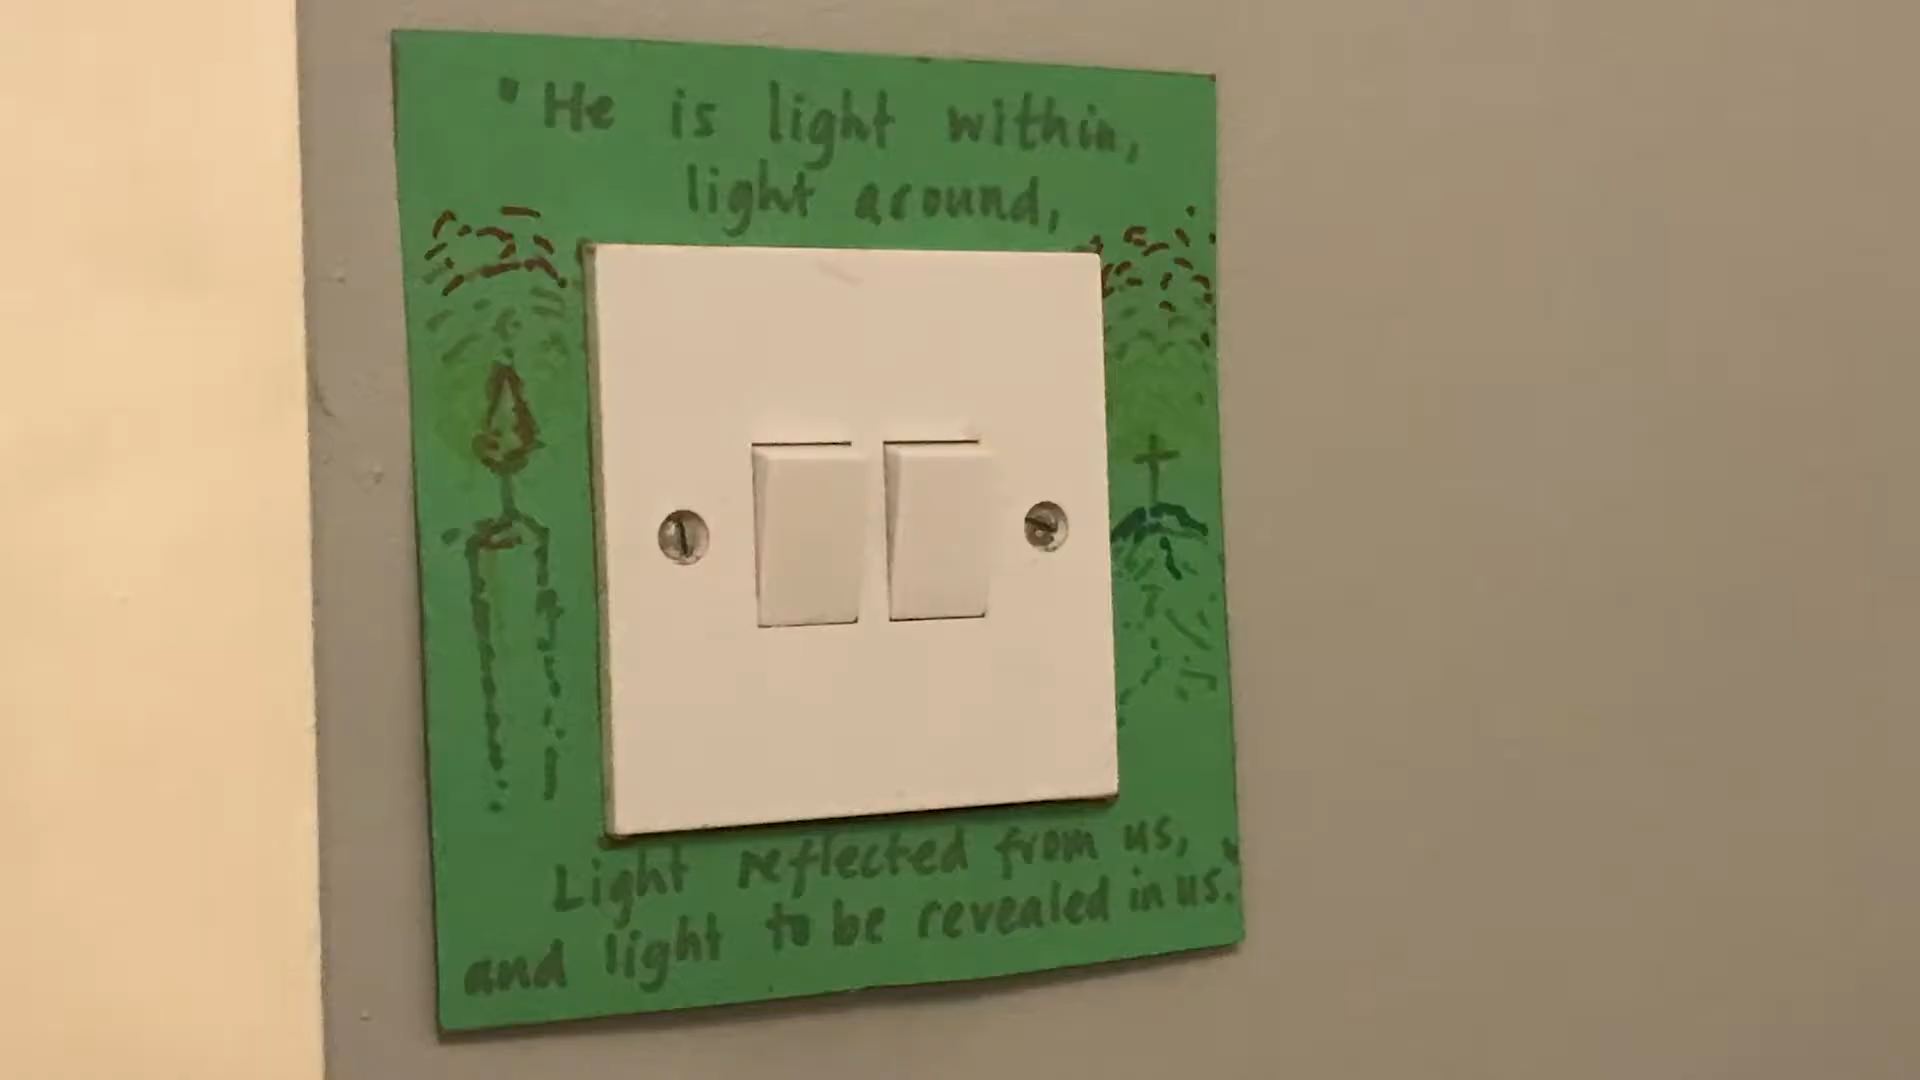 "He is light within,
light around,
Light reflected from us,
and light to be revealed in us."